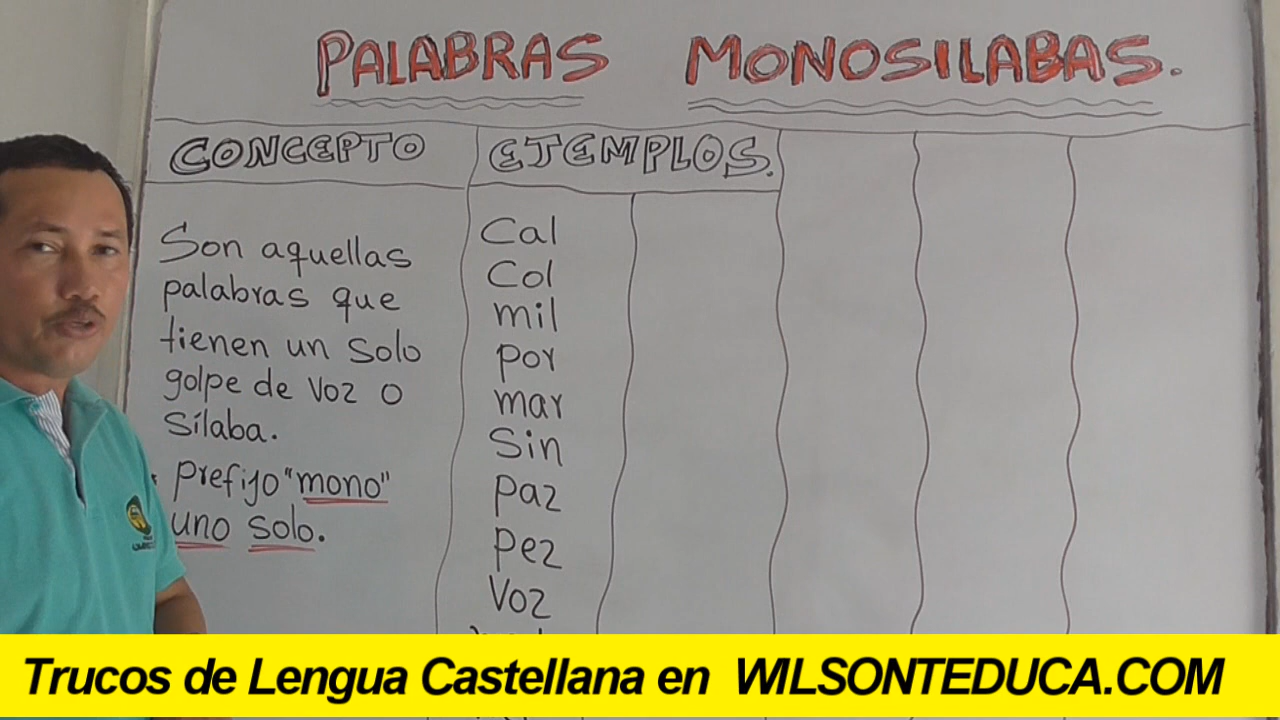 PALABRAS MONOSILABAS.
CONCEPTO
Son aquellas
palabras que
tienen un solo
golpe de voz o
sílaba.
Prefijo "mono"
uno solo.
EJEMPLOS.
Cal
Col
mil
por
mar
Sin
paz
pez
Voz
Trucos de Lengua Castellana en WILSONTEDUCA.COM